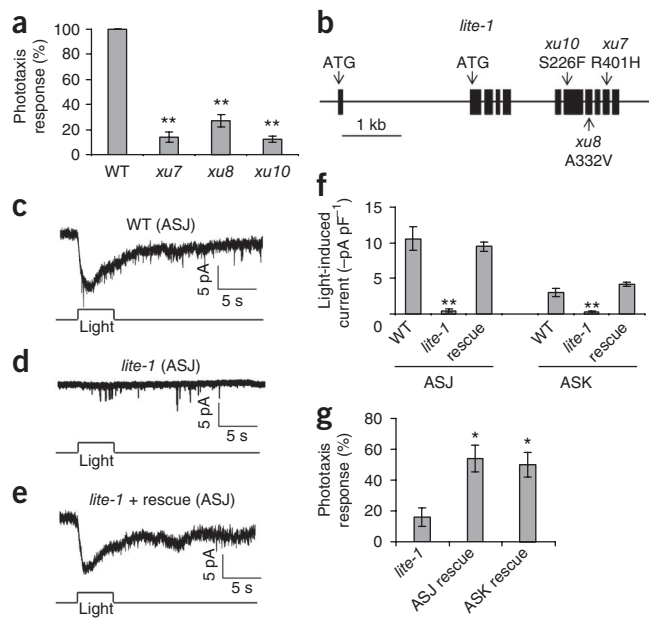 a
Phototaxis response (%)
100
80
60
40
20
0
**
**
**
WT
xu7
xu8
xu10
b
lite-1
ATG
ATG
xu10
S226F
xu7
R401H
1 kb
xu8
A332V
c
WT (ASJ)
5 pA
5 s
Light
d
lite-1 (ASJ)
5 pA
5 s
Light
e
lite-1 + rescue (ASJ)
5 pA
5 s
Light
f
Light-induced
current (–pA pF⁻¹)
15
10
5
0
**
**
WT
lite-1
rescue
WT
lite-1
rescue
ASJ
ASK
g
Phototaxis
response (%)
80
60
40
20
0
*
*
lite-1
ASJ rescue
ASK rescue